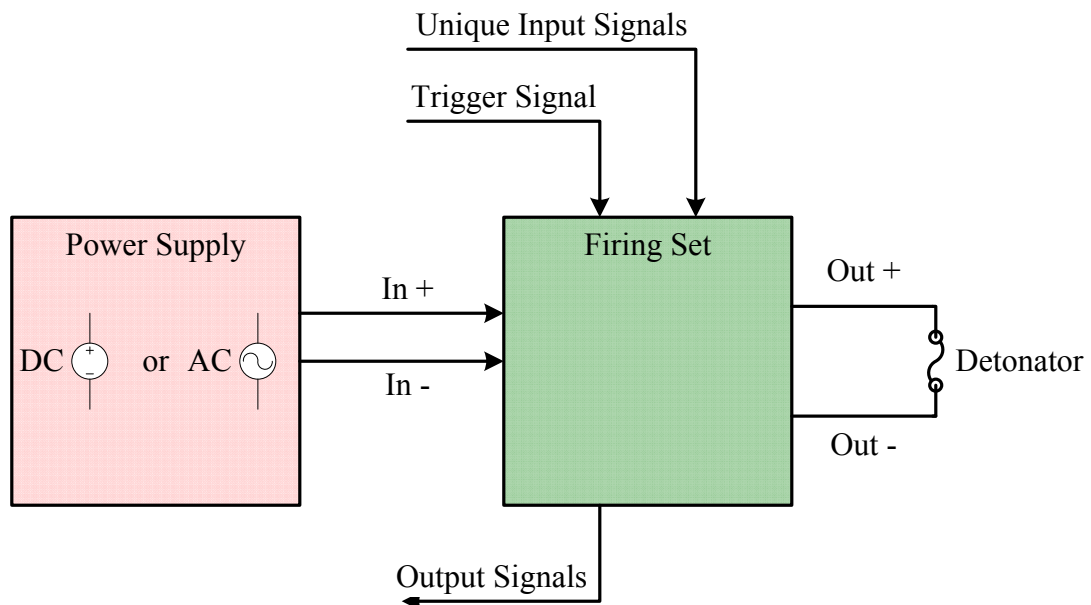 Unique Input Signals
Trigger Signal
Power Supply
Firing Set
In +
Out +
DC + − or AC
Detonator
In -
Out -
Output Signals